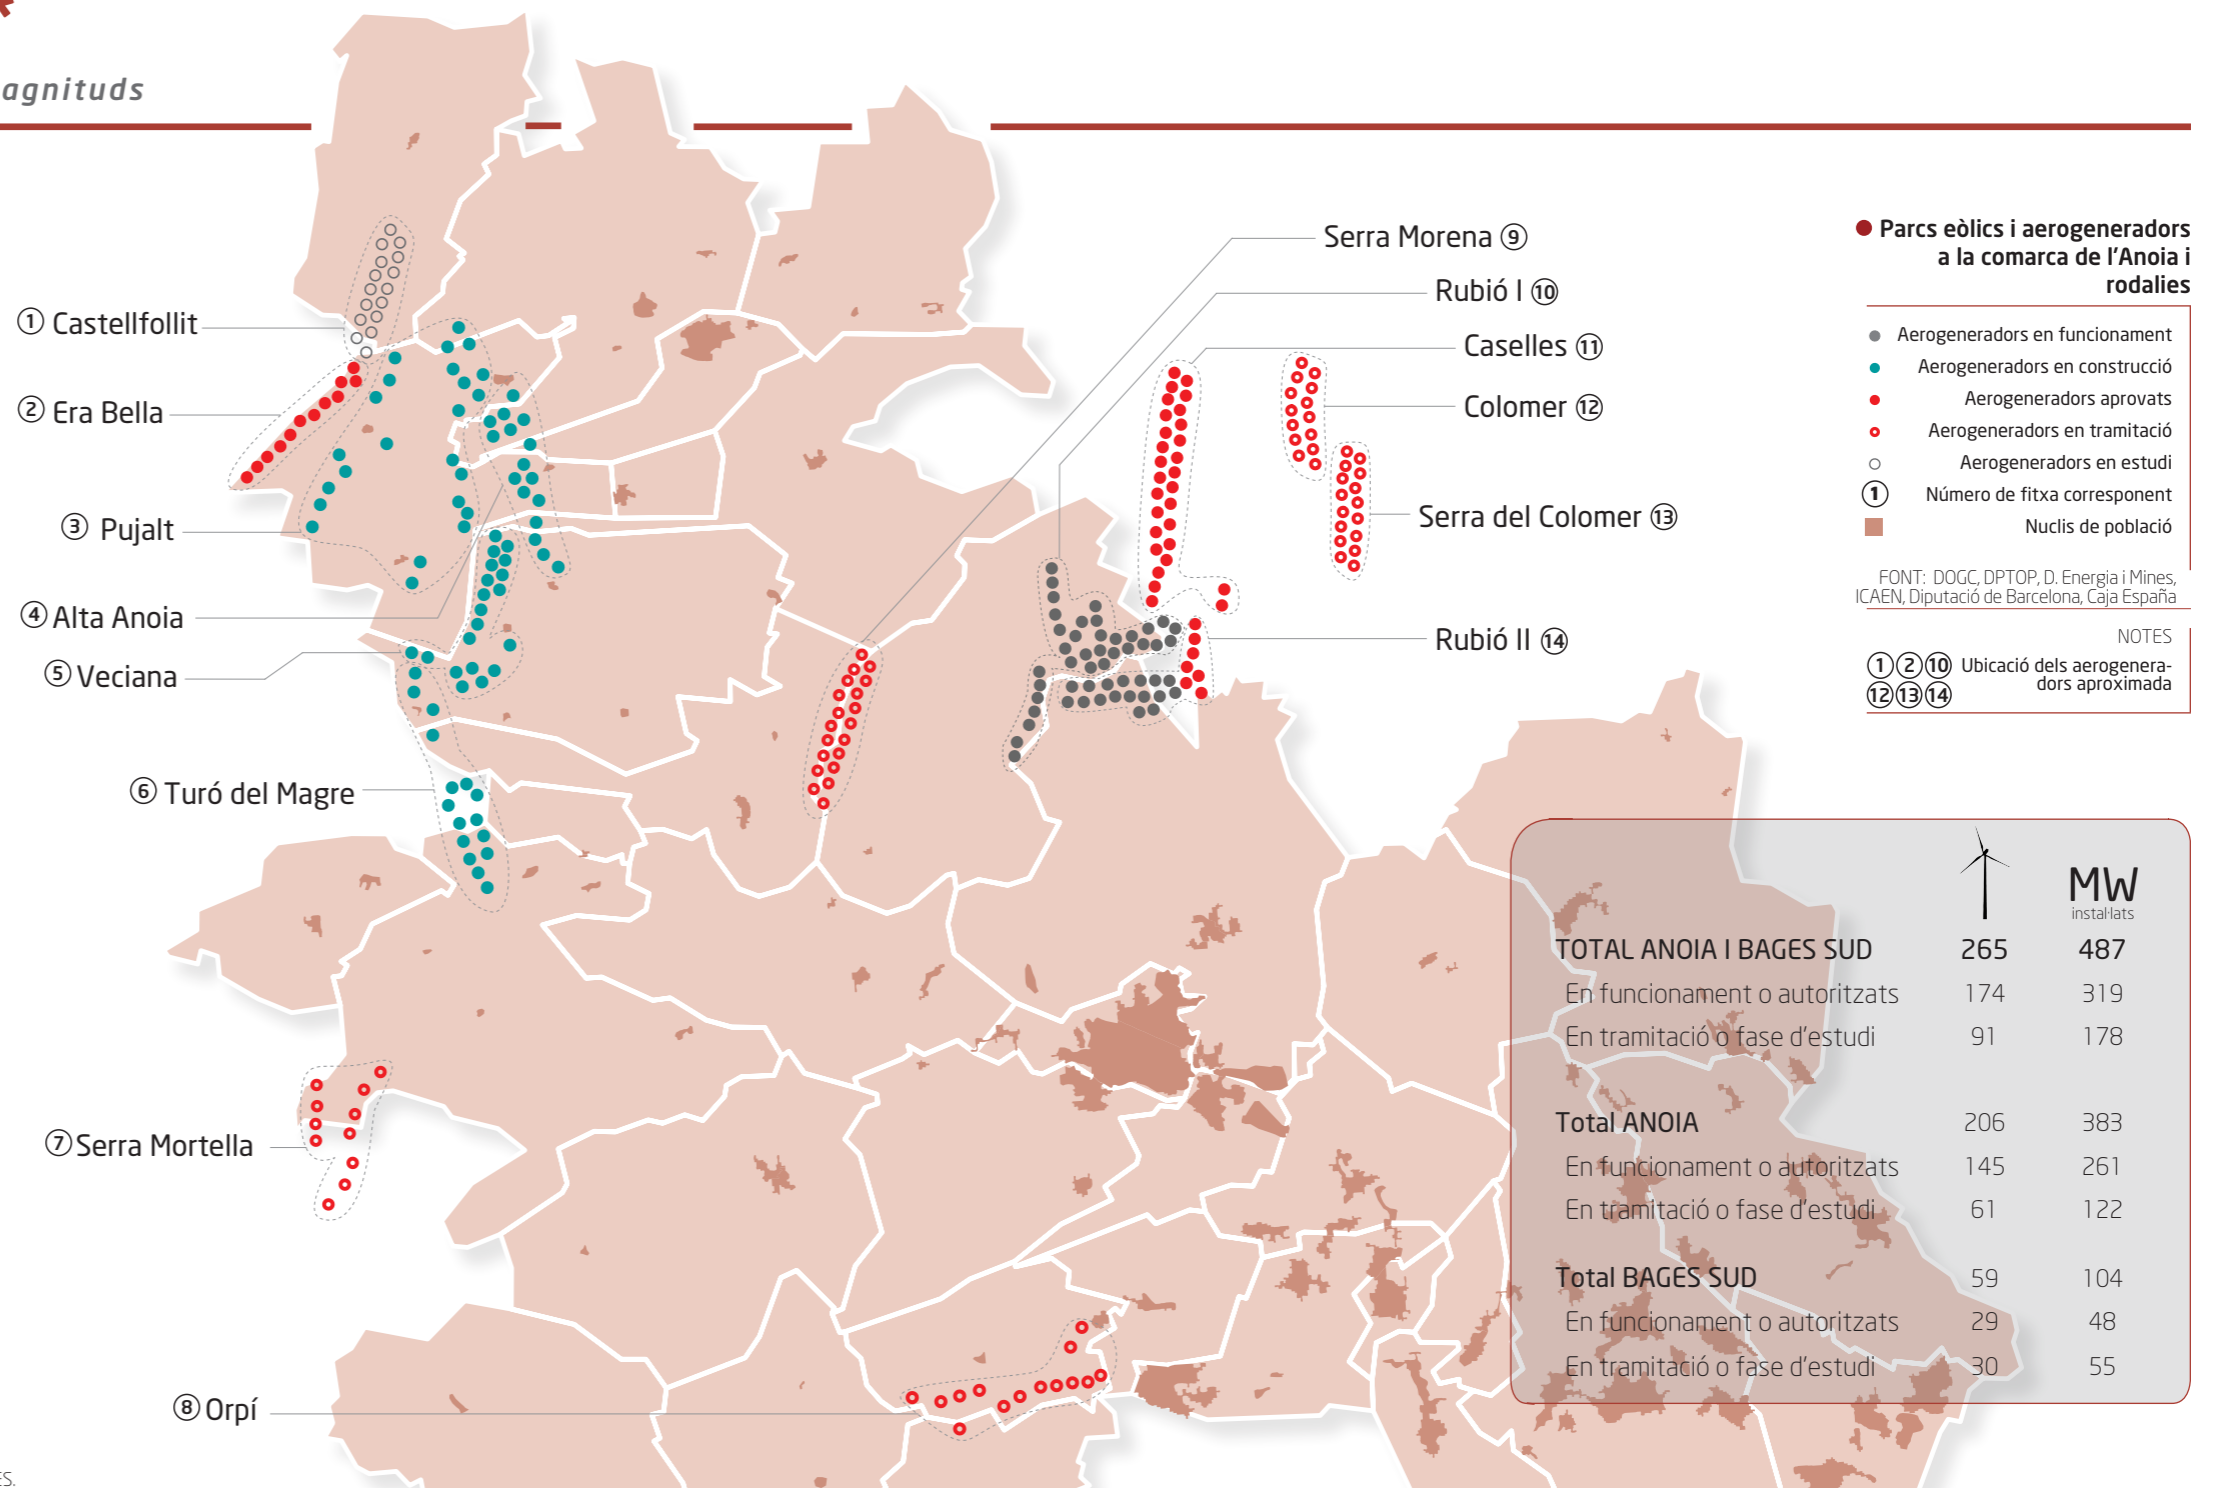 agnituds
① Castellfollit
② Era Bella
③ Pujalt
④ Alta Anoia
⑤ Veciana
⑥ Turó del Magre
⑦ Serra Mortella
⑧ Orpí
Serra Morena ⑨
Rubió I ⑩
Caselles ⑪
Colomer ⑫
Serra del Colomer ⑬
Rubió II ⑭
Parcs eòlics i aerogeneradors
a la comarca de l'Anoia i
rodalies
Aerogeneradors en funcionament
Aerogeneradors en construcció
Aerogeneradors aprovats
Aerogeneradors en tramitació
Aerogeneradors en estudi
① Número de fitxa corresponent
Nuclis de població
FONT: DOGC, DPTOP, D. Energia i Mines,
ICAEN, Diputació de Barcelona, Caja España
NOTES
① ② ⑩ Ubicació dels aerogenera-
⑫ ⑬ ⑭ dors aproximada
MW
instal·lats
TOTAL ANOIA I BAGES SUD 265 487
En funcionament o autoritzats 174 319
En tramitació o fase d'estudi 91 178
Total ANOIA 206 383
En funcionament o autoritzats 145 261
En tramitació o fase d'estudi 61 122
Total BAGES SUD 59 104
En funcionament o autoritzats 29 48
En tramitació o fase d'estudi 30 55
ES.